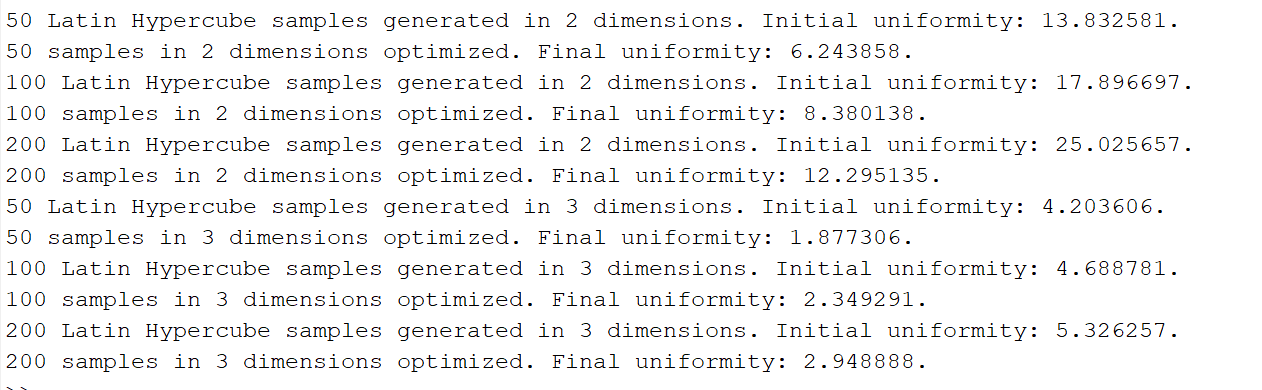 50 Latin Hypercube samples generated in 2 dimensions. Initial uniformity: 13.832581.
50 samples in 2 dimensions optimized. Final uniformity: 6.243858.
100 Latin Hypercube samples generated in 2 dimensions. Initial uniformity: 17.896697.
100 samples in 2 dimensions optimized. Final uniformity: 8.380138.
200 Latin Hypercube samples generated in 2 dimensions. Initial uniformity: 25.025657.
200 samples in 2 dimensions optimized. Final uniformity: 12.295135.
50 Latin Hypercube samples generated in 3 dimensions. Initial uniformity: 4.203606.
50 samples in 3 dimensions optimized. Final uniformity: 1.877306.
100 Latin Hypercube samples generated in 3 dimensions. Initial uniformity: 4.688781.
100 samples in 3 dimensions optimized. Final uniformity: 2.349291.
200 Latin Hypercube samples generated in 3 dimensions. Initial uniformity: 5.326257.
200 samples in 3 dimensions optimized. Final uniformity: 2.948888.
>>